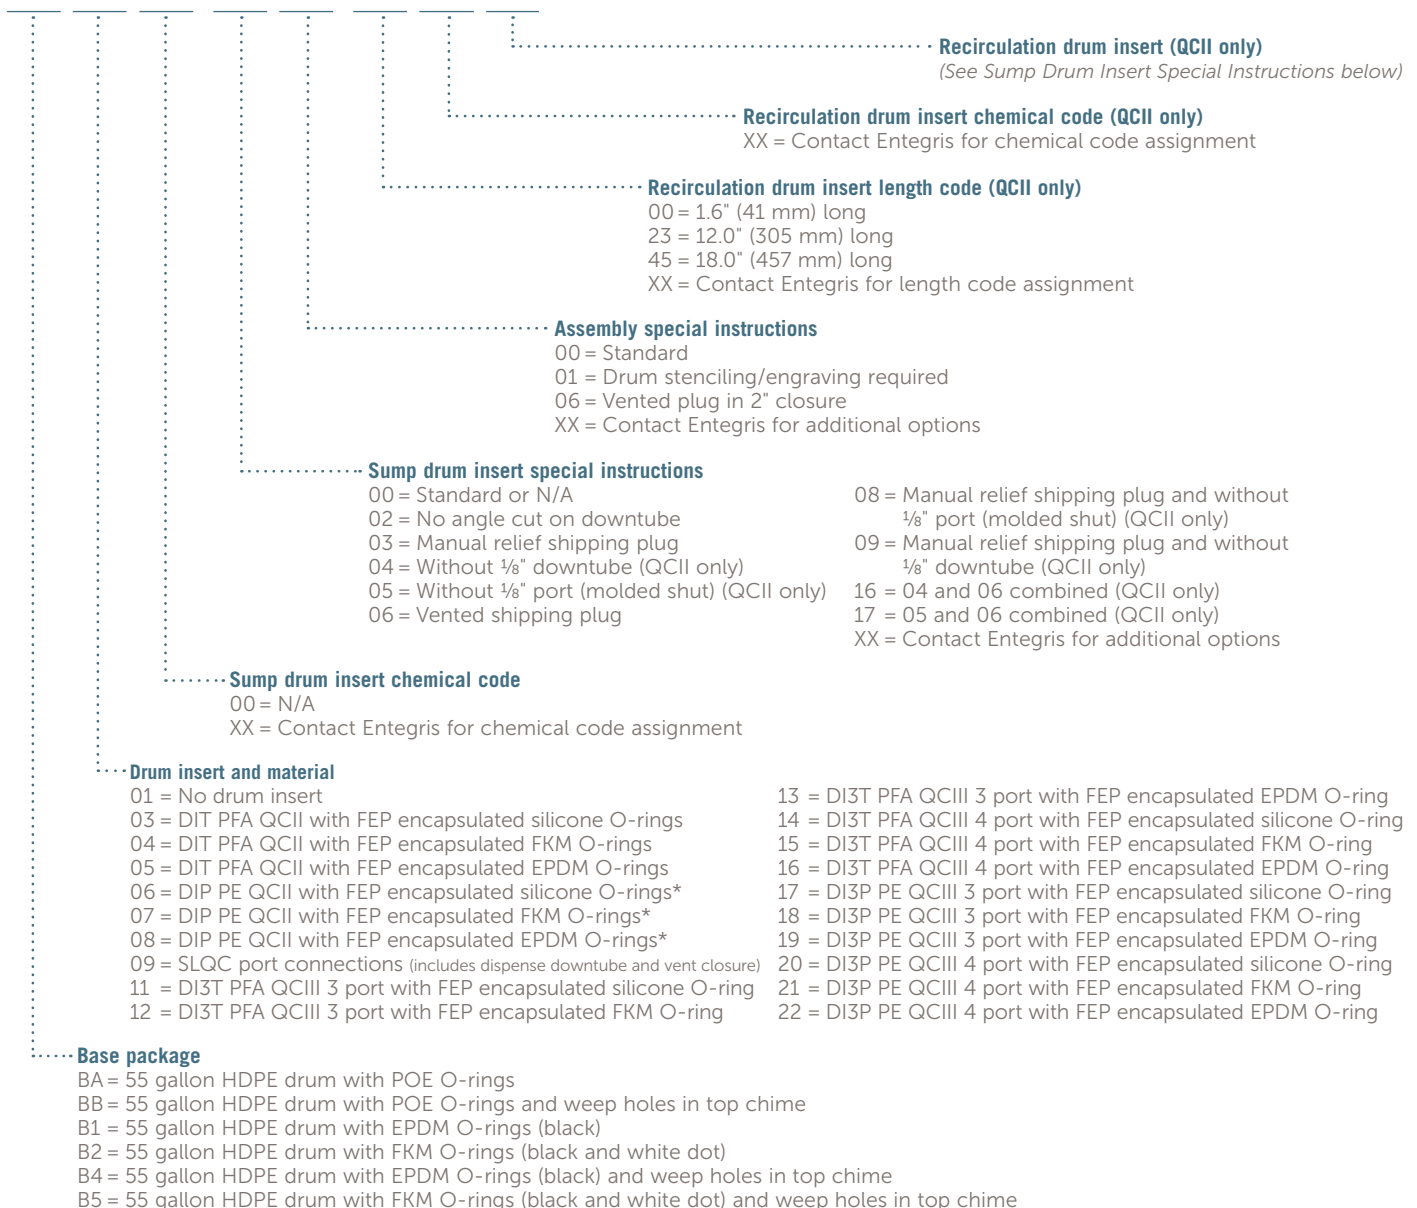 Recirculation drum insert (QCII only)
(See Sump Drum Insert Special Instructions below)
Recirculation drum insert chemical code (QCII only)
XX = Contact Entegris for chemical code assignment
Recirculation drum insert length code (QCII only)
00 = 1.6" (41 mm) long
23 = 12.0" (305 mm) long
45 = 18.0" (457 mm) long
XX = Contact Entegris for length code assignment
Assembly special instructions
00 = Standard
01 = Drum stenciling/engraving required
06 = Vented plug in 2" closure
XX = Contact Entegris for additional options
Sump drum insert special instructions
00 = Standard or N/A
02 = No angle cut on downtube
03 = Manual relief shipping plug
04 = Without ⅛" downtube (QCII only)
05 = Without ⅛" port (molded shut) (QCII only)
06 = Vented shipping plug
08 = Manual relief shipping plug and without
⅛" port (molded shut) (QCII only)
09 = Manual relief shipping plug and without
⅛" downtube (QCII only)
16 = 04 and 06 combined (QCII only)
17 = 05 and 06 combined (QCII only)
XX = Contact Entegris for additional options
Sump drum insert chemical code
00 = N/A
XX = Contact Entegris for chemical code assignment
Drum insert and material
01 = No drum insert
03 = DIT PFA QCII with FEP encapsulated silicone O-rings
04 = DIT PFA QCII with FEP encapsulated FKM O-rings
05 = DIT PFA QCII with FEP encapsulated EPDM O-rings
06 = DIP PE QCII with FEP encapsulated silicone O-rings*
07 = DIP PE QCII with FEP encapsulated FKM O-rings*
08 = DIP PE QCII with FEP encapsulated EPDM O-rings*
09 = SLQC port connections (includes dispense downtube and vent closure)
11 = DI3T PFA QCIII 3 port with FEP encapsulated silicone O-ring
12 = DI3T PFA QCIII 3 port with FEP encapsulated FKM O-ring
13 = DI3T PFA QCIII 3 port with FEP encapsulated EPDM O-ring
14 = DI3T PFA QCIII 4 port with FEP encapsulated silicone O-ring
15 = DI3T PFA QCIII 4 port with FEP encapsulated FKM O-ring
16 = DI3T PFA QCIII 4 port with FEP encapsulated EPDM O-ring
17 = DI3P PE QCIII 3 port with FEP encapsulated silicone O-ring
18 = DI3P PE QCIII 3 port with FEP encapsulated FKM O-ring
19 = DI3P PE QCIII 3 port with FEP encapsulated EPDM O-ring
20 = DI3P PE QCIII 4 port with FEP encapsulated silicone O-ring
21 = DI3P PE QCIII 4 port with FEP encapsulated FKM O-ring
22 = DI3P PE QCIII 4 port with FEP encapsulated EPDM O-ring
Base package
BA = 55 gallon HDPE drum with POE O-rings
BB = 55 gallon HDPE drum with POE O-rings and weep holes in top chime
B1 = 55 gallon HDPE drum with EPDM O-rings (black)
B2 = 55 gallon HDPE drum with FKM O-rings (black and white dot)
B4 = 55 gallon HDPE drum with EPDM O-rings (black) and weep holes in top chime
B5 = 55 gallon HDPE drum with FKM O-rings (black and white dot) and weep holes in top chime